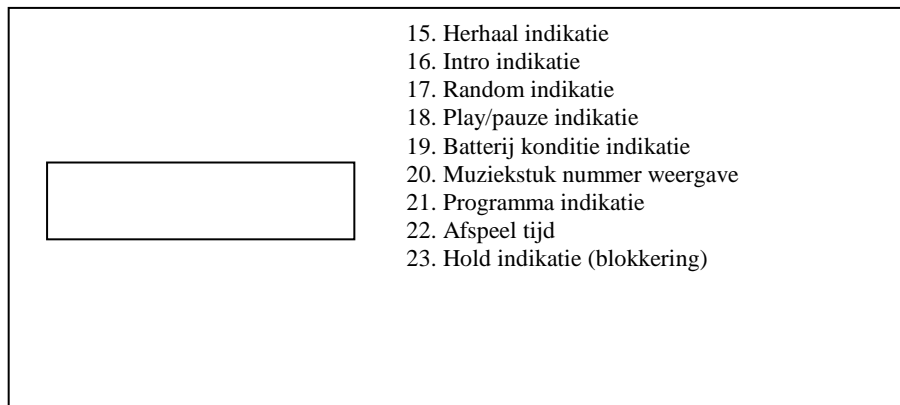 15. Herhaal indikatie
16. Intro indikatie
17. Random indikatie
18. Play/pauze indikatie
19. Batterij konditie indikatie
20. Muziekstuk nummer weergave
21. Programma indikatie
22. Afspeel tijd
23. Hold indikatie (blokkering)